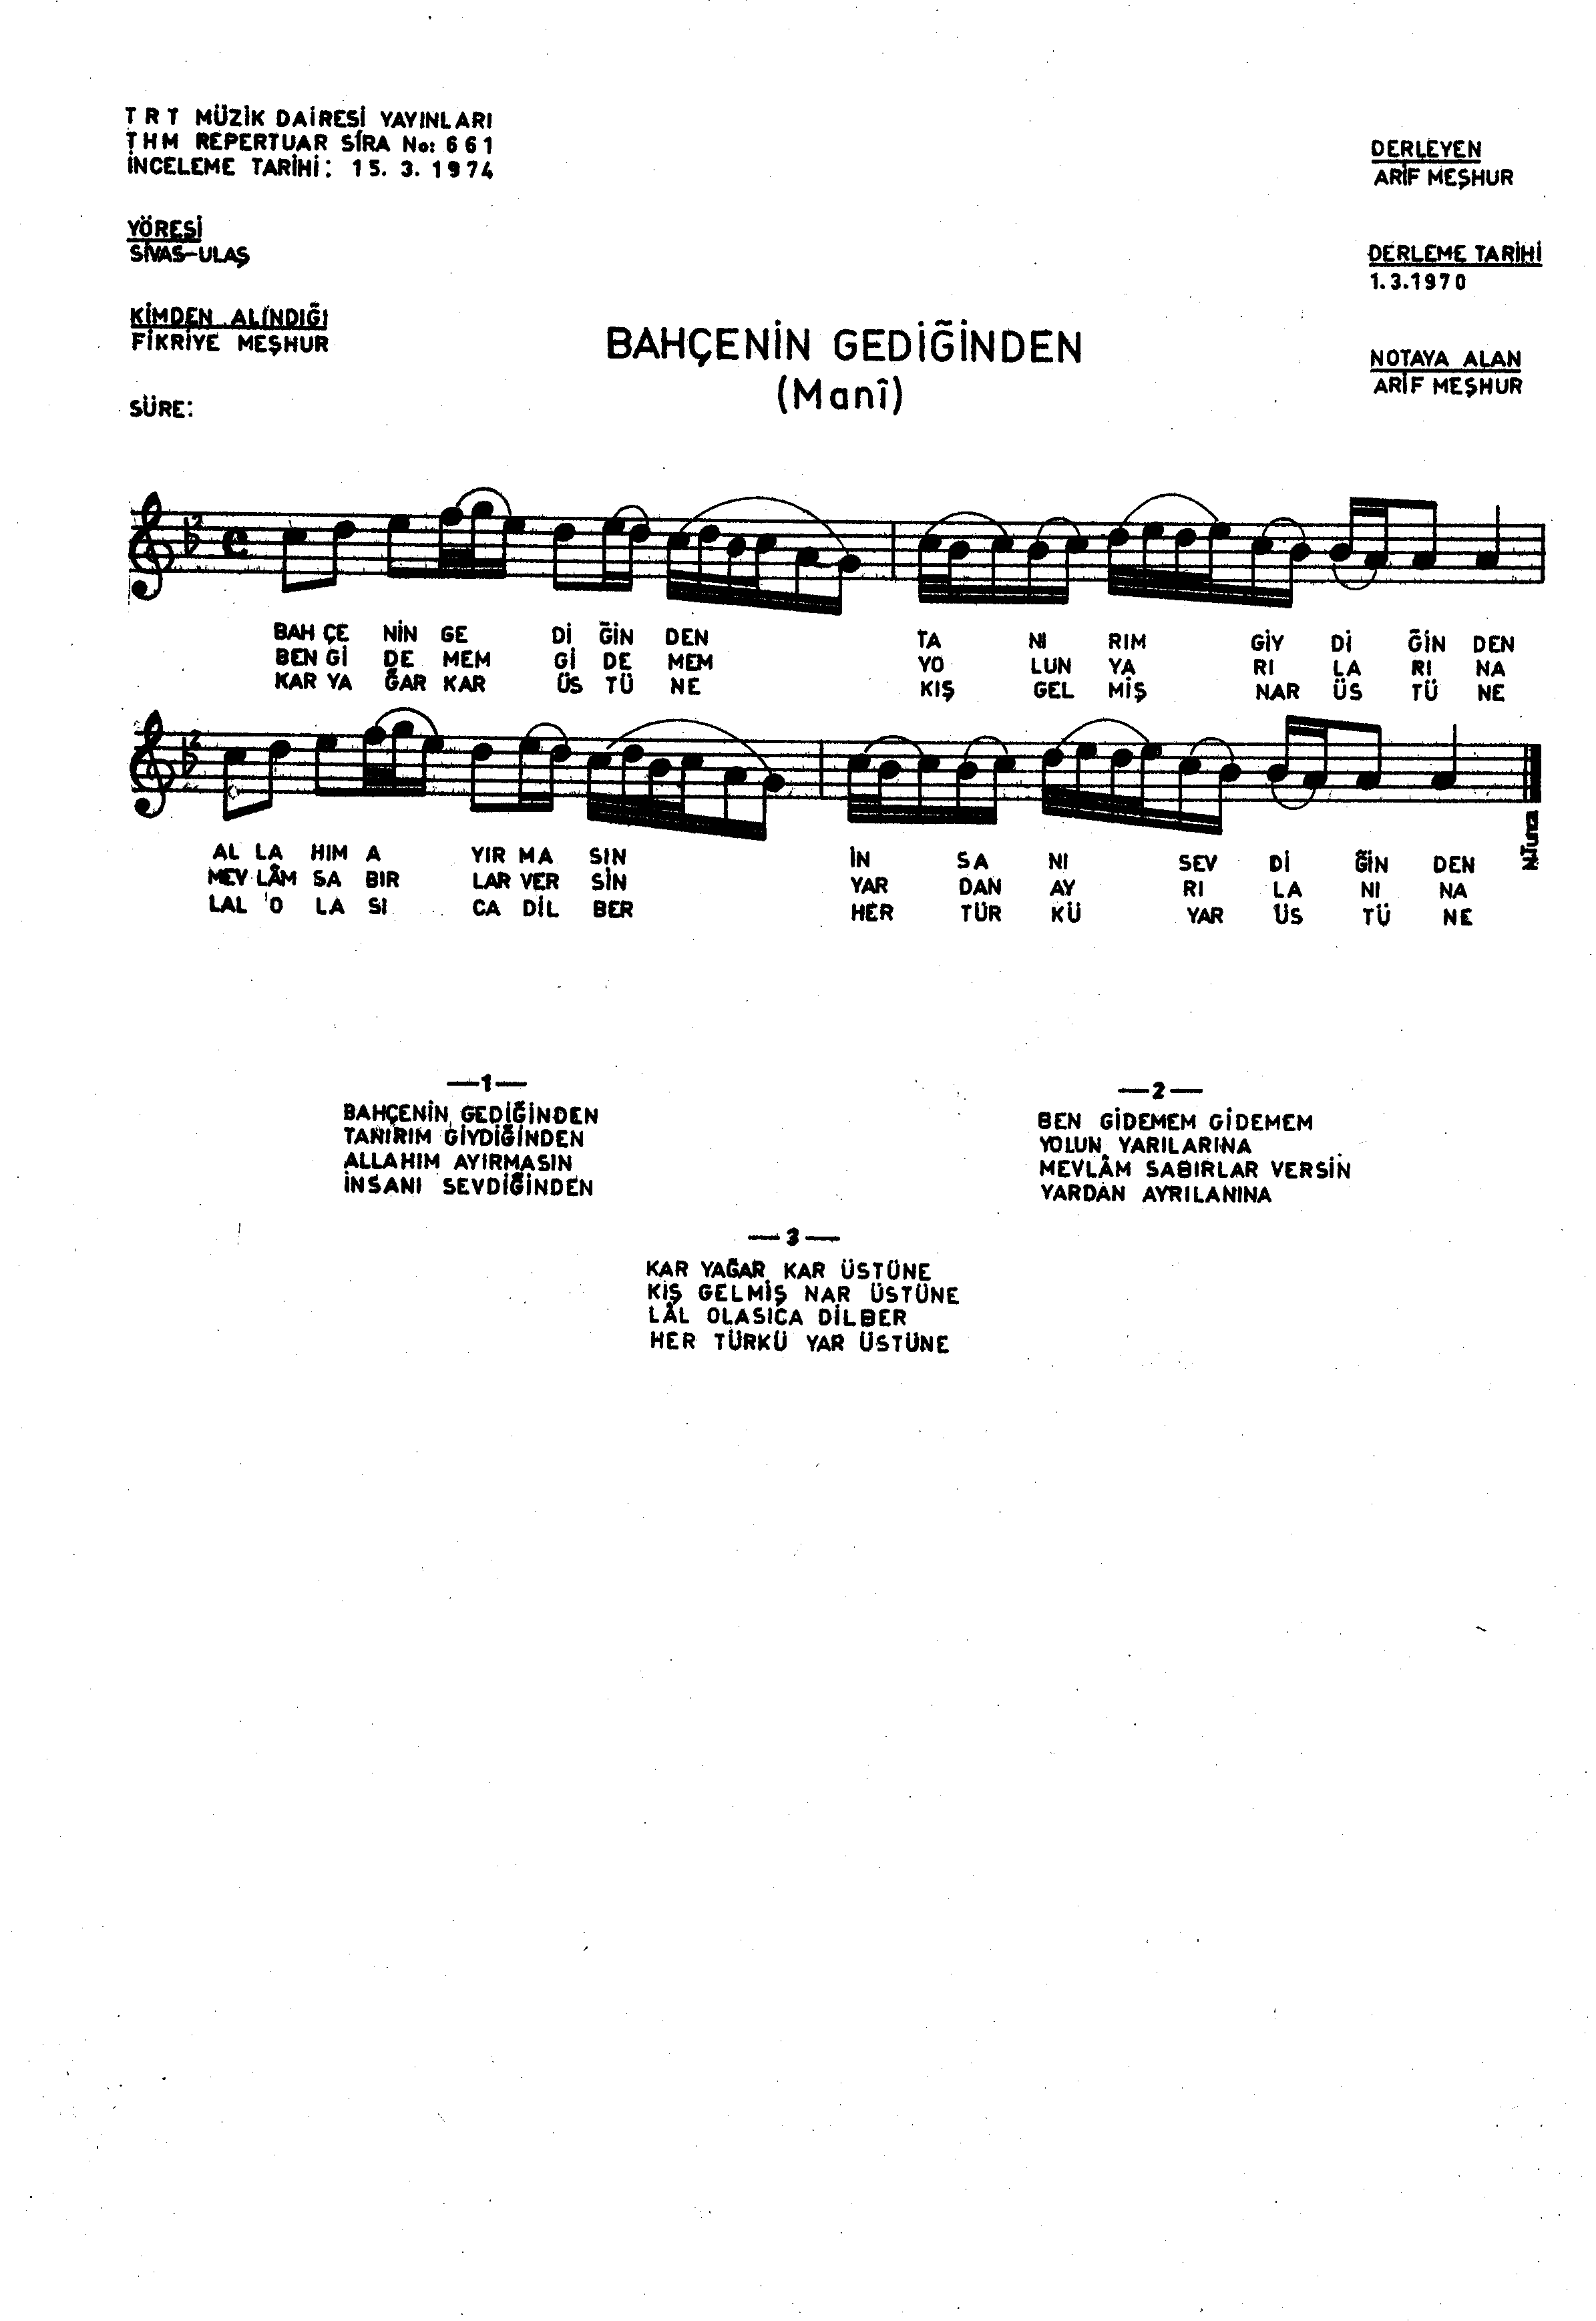 T R T MÜZİK DAİRESİ YAYINLARI
THM REPERTUAR SIRA No: 661
İNCELEME TARİHİ: 15. 3. 1974
DERLEYEN
ARİF MEŞHUR
YÖRESİ
SİVAS-ULAŞ
DERLEME TARİHİ
1.3.1970
KİMDEN ALINDIĞI
FİKRİYE MEŞHUR
BAHÇENİN GEDİĞİNDEN
(Manî)
NOTAYA ALAN
ARİF MEŞHUR
SÜRE:
BAH ÇE NİN GE Dİ ĞİN DEN TA NI RIM GİY Dİ ĞİN DEN
BEN Gİ DE MEM Gİ DE MEM YO LUN YA RI LA RI NA
KAR YA ĞAR KAR ÜS TÜ NE KIŞ GEL MİŞ NAR ÜS TÜ NE
AL LA HIM A YIR MA SIN İN SA NI SEV Dİ ĞİN DEN
MEV LÂM SA BIR LAR VER SİN YAR DAN AY RI LA NI NA
LAL O LA SI CA DİL BER HER TÜR KÜ YAR ÜS TÜ NE
N.Tuna
—1—
BAHÇENİN GEDİĞİNDEN
TANIRIM GİYDİĞİNDEN
ALLAHIM AYIRMASIN
İNSANI SEVDİĞİNDEN
—2—
BEN GİDEMEM GİDEMEM
YOLUN YARILARINA
MEVLÂM SABIRLAR VERSİN
YARDAN AYRILANINA
—3—
KAR YAĞAR KAR ÜSTÜNE
KIŞ GELMİŞ NAR ÜSTÜNE
LÂL OLASICA DİLBER
HER TÜRKÜ YAR ÜSTÜNE